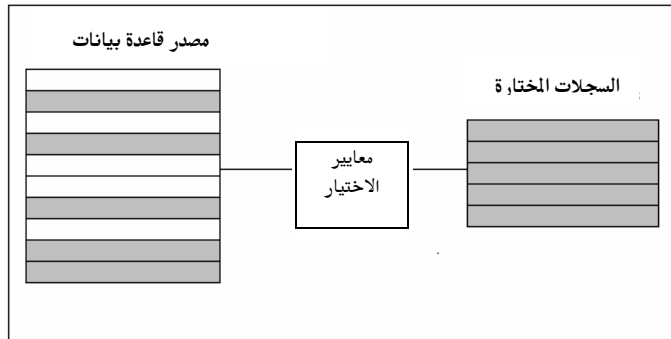 مصدر قاعدة بيانات
السجلات المختارة
معايير
الاختيار